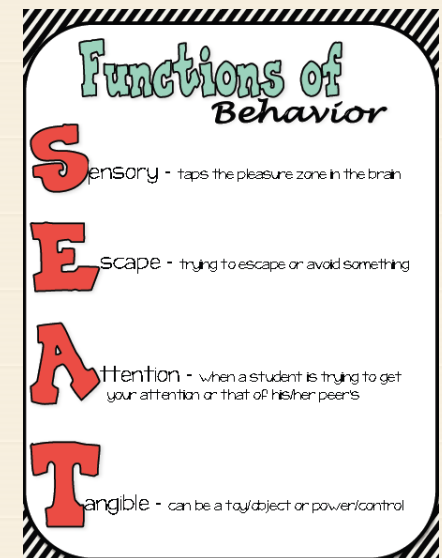 Functions of
Behavior
Sensory - taps the pleasure zone in the brain
Escape - trying to escape or avoid something
Attention - when a student is trying to get
your attention or that of his/her peer's
Tangible - can be a toy/object or power/control